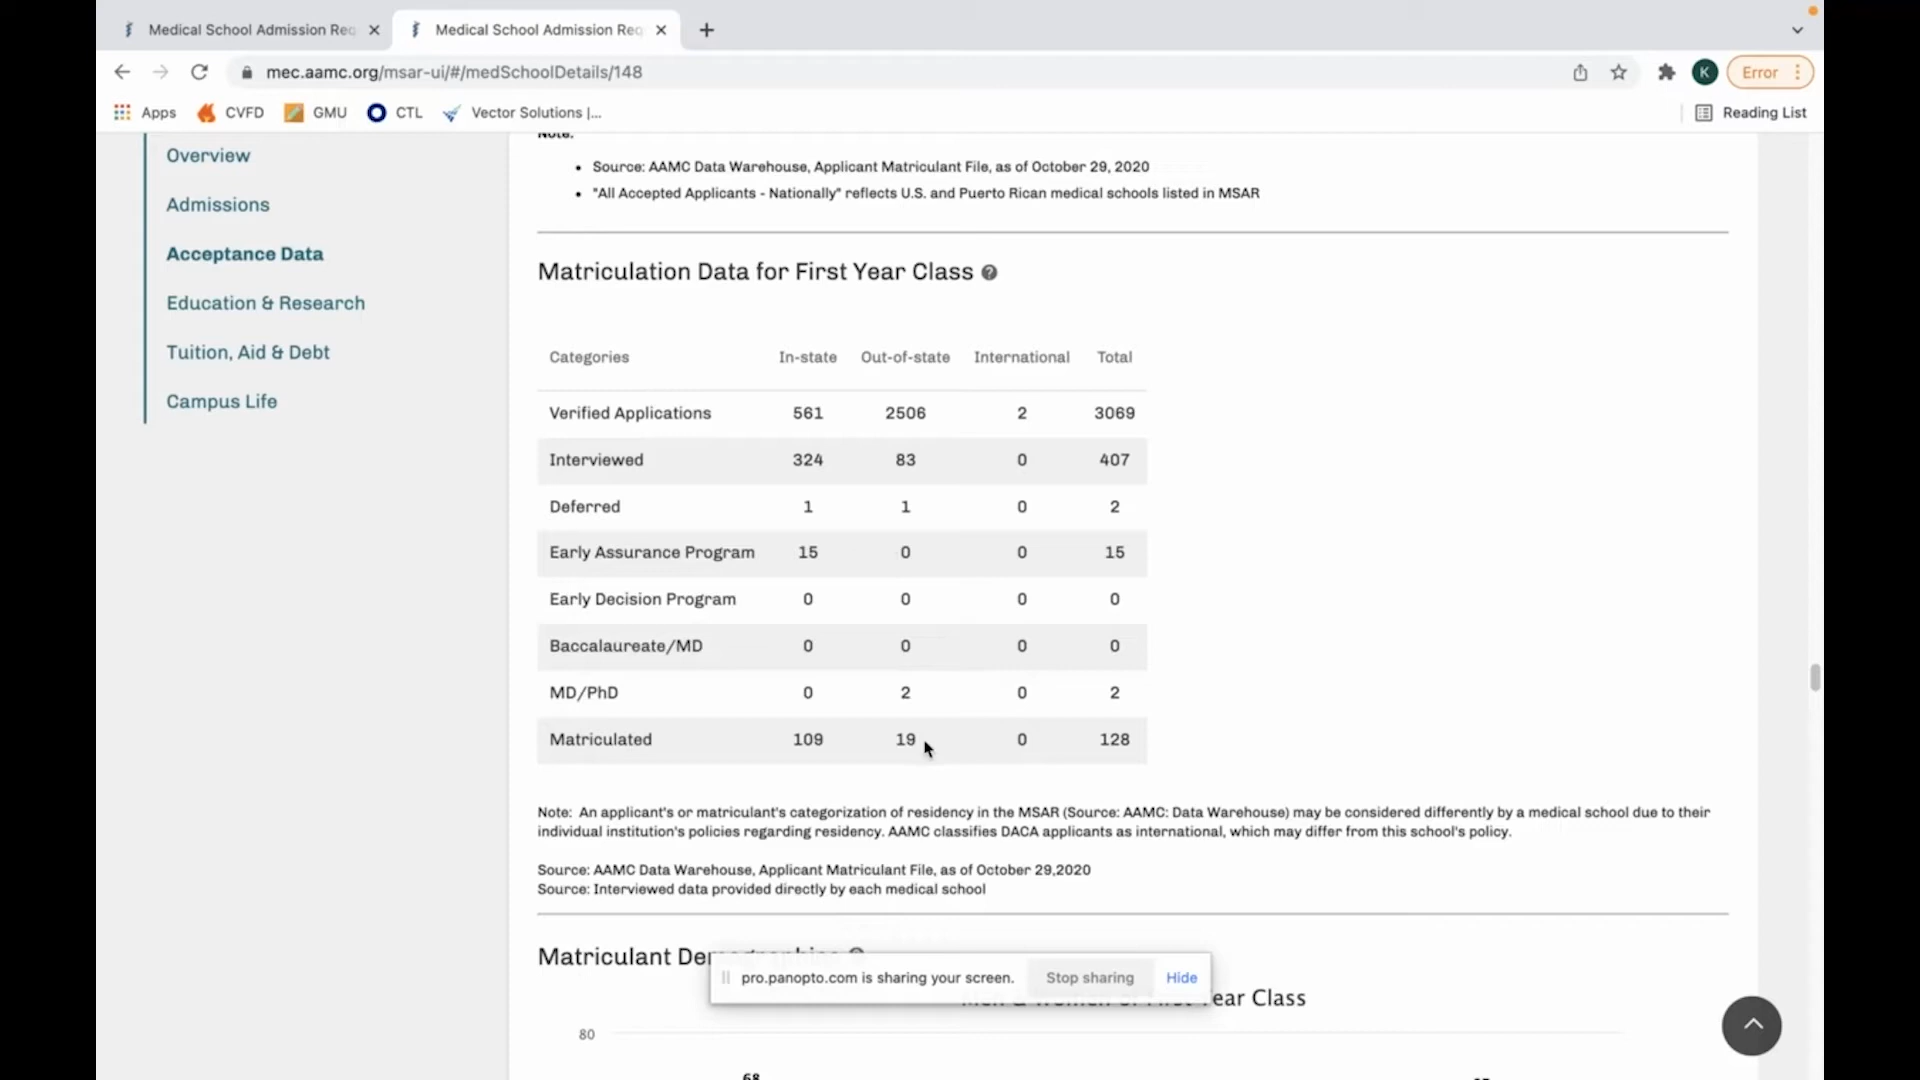 Medical School Admission Req
Medical School Admission Req
mec.aamc.org/msar-ui/#/medSchoolDetails/148
K
Error
Apps
CVFD
GMU
CTL
Vector Solutions |...
Reading List
Overview
Admissions
Acceptance Data
Education & Research
Tuition, Aid & Debt
Campus Life
Note:
• Source: AAMC Data Warehouse, Applicant Matriculant File, as of October 29, 2020
• "All Accepted Applicants - Nationally" reflects U.S. and Puerto Rican medical schools listed in MSAR
Matriculation Data for First Year Class ?
Categories In-state Out-of-state International Total
Verified Applications 561 2506 2 3069
Interviewed 324 83 0 407
Deferred 1 1 0 2
Early Assurance Program 15 0 0 15
Early Decision Program 0 0 0 0
Baccalaureate/MD 0 0 0 0
MD/PhD 0 2 0 2
Matriculated 109 19 0 128
Note: An applicant's or matriculant's categorization of residency in the MSAR (Source: AAMC: Data Warehouse) may be considered differently by a medical school due to their
individual institution's policies regarding residency. AAMC classifies DACA applicants as international, which may differ from this school's policy.
Source: AAMC Data Warehouse, Applicant Matriculant File, as of October 29,2020
Source: Interviewed data provided directly by each medical school
Matriculant
pro.panopto.com is sharing your screen. Stop sharing Hide
Year Class
80
68